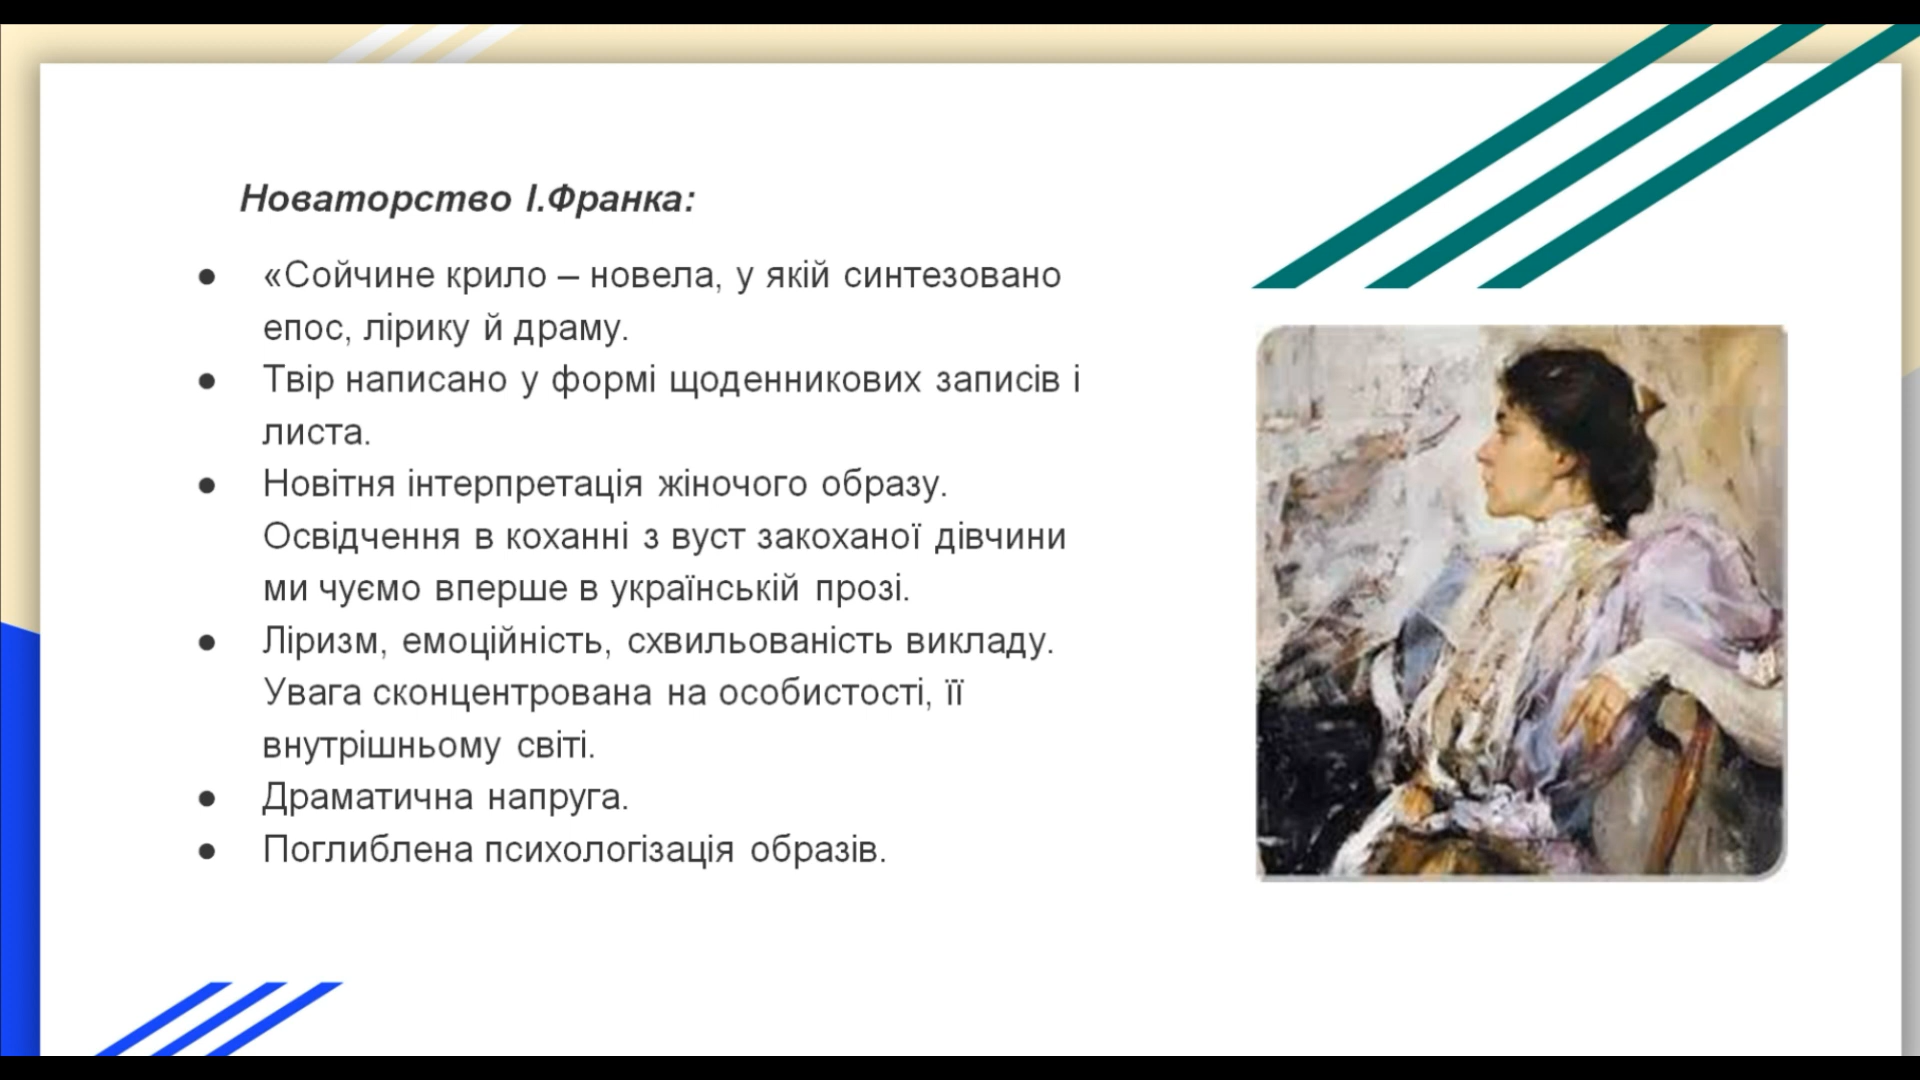 Новаторство І.Франка:
● «Сойчине крило – новела, у якій синтезовано
епос, лірику й драму.
● Твір написано у формі щоденникових записів і
листа.
● Новітня інтерпретація жіночого образу.
Освідчення в коханні з вуст закоханої дівчини
ми чуємо вперше в українській прозі.
● Ліризм, емоційність, схвильованість викладу.
Увага сконцентрована на особистості, її
внутрішньому світі.
● Драматична напруга.
● Поглиблена психологізація образів.